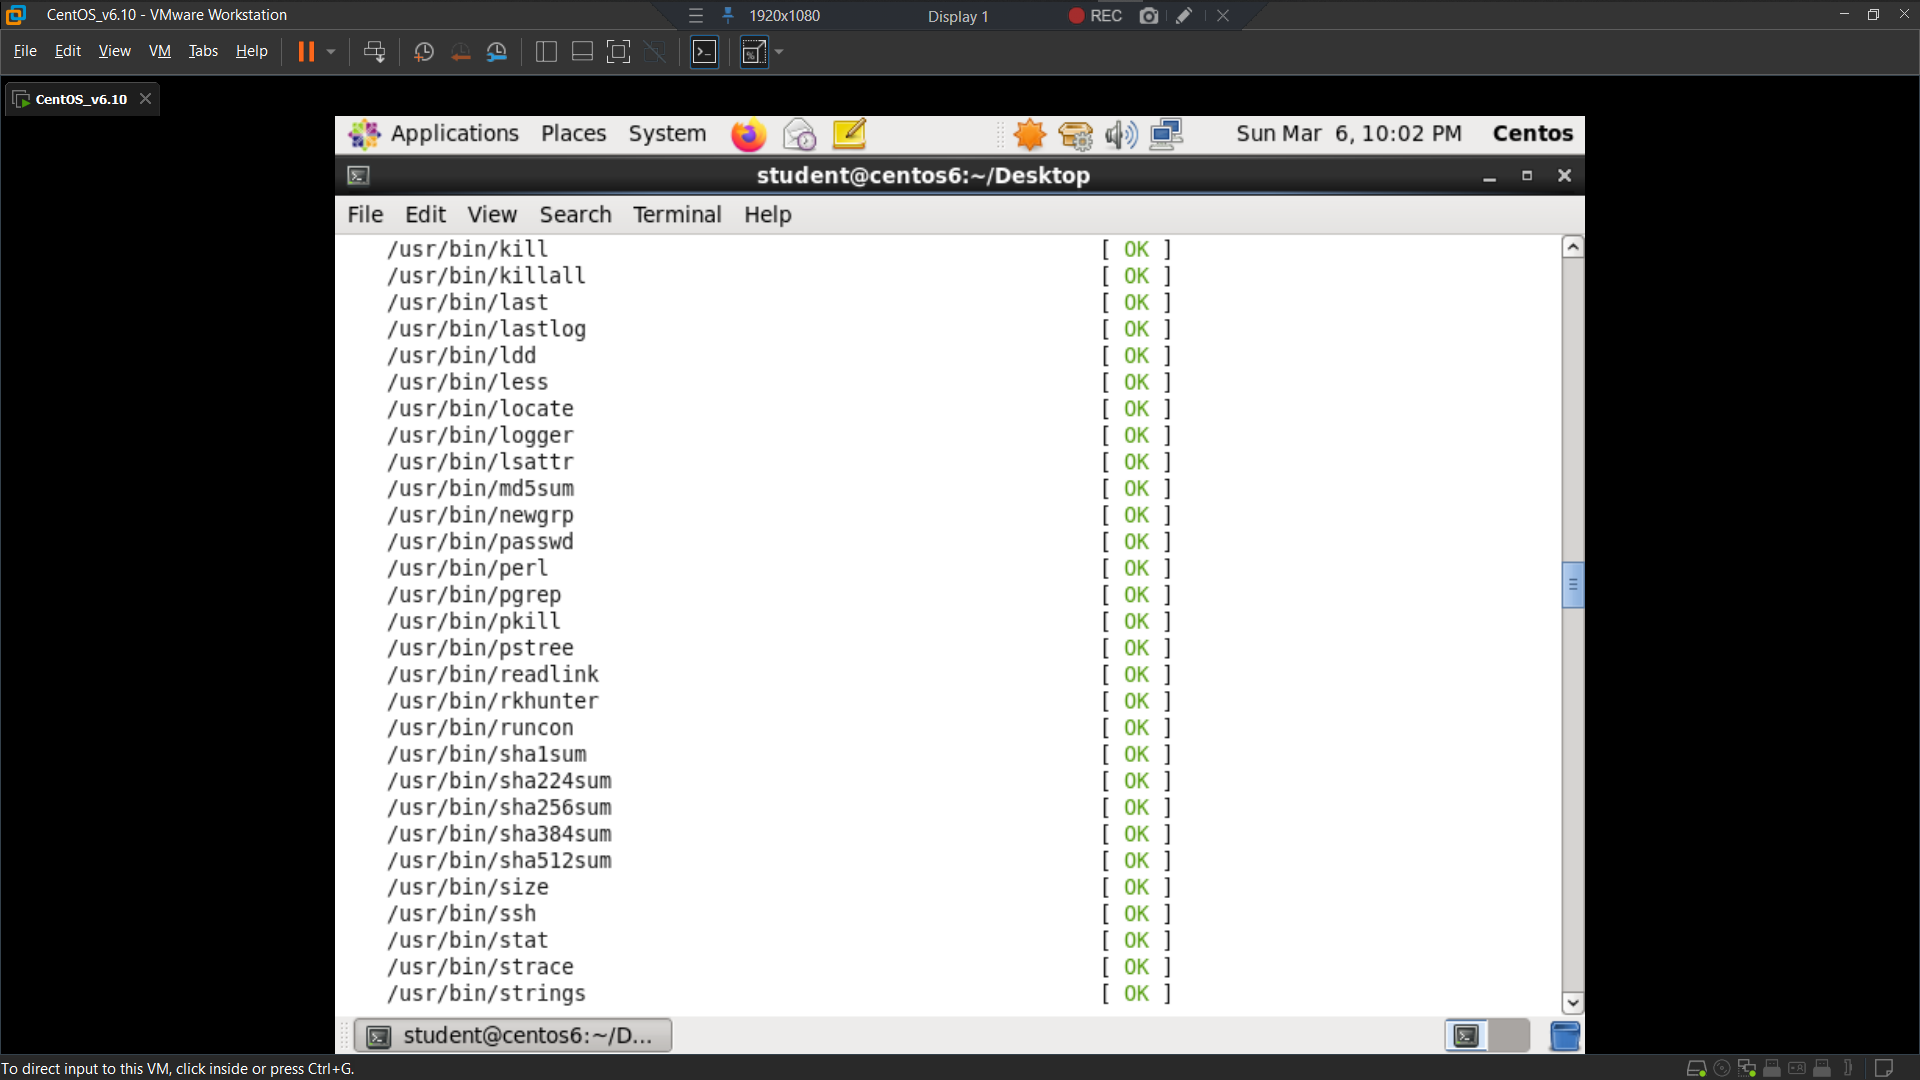 CentOS_v6.10 - VMware Workstation
1920x1080
Display 1
REC
File Edit View VM Tabs Help
CentOS_v6.10
Applications Places System
Sun Mar 6, 10:02 PM Centos
student@centos6:~/Desktop
File Edit View Search Terminal Help
/usr/bin/kill [ OK ]
/usr/bin/killall [ OK ]
/usr/bin/last [ OK ]
/usr/bin/lastlog [ OK ]
/usr/bin/ldd [ OK ]
/usr/bin/less [ OK ]
/usr/bin/locate [ OK ]
/usr/bin/logger [ OK ]
/usr/bin/lsattr [ OK ]
/usr/bin/md5sum [ OK ]
/usr/bin/newgrp [ OK ]
/usr/bin/passwd [ OK ]
/usr/bin/perl [ OK ]
/usr/bin/pgrep [ OK ]
/usr/bin/pkill [ OK ]
/usr/bin/pstree [ OK ]
/usr/bin/readlink [ OK ]
/usr/bin/rkhunter [ OK ]
/usr/bin/runcon [ OK ]
/usr/bin/sha1sum [ OK ]
/usr/bin/sha224sum [ OK ]
/usr/bin/sha256sum [ OK ]
/usr/bin/sha384sum [ OK ]
/usr/bin/sha512sum [ OK ]
/usr/bin/size [ OK ]
/usr/bin/ssh [ OK ]
/usr/bin/stat [ OK ]
/usr/bin/strace [ OK ]
/usr/bin/strings [ OK ]
student@centos6:~/D...
To direct input to this VM, click inside or press Ctrl+G.